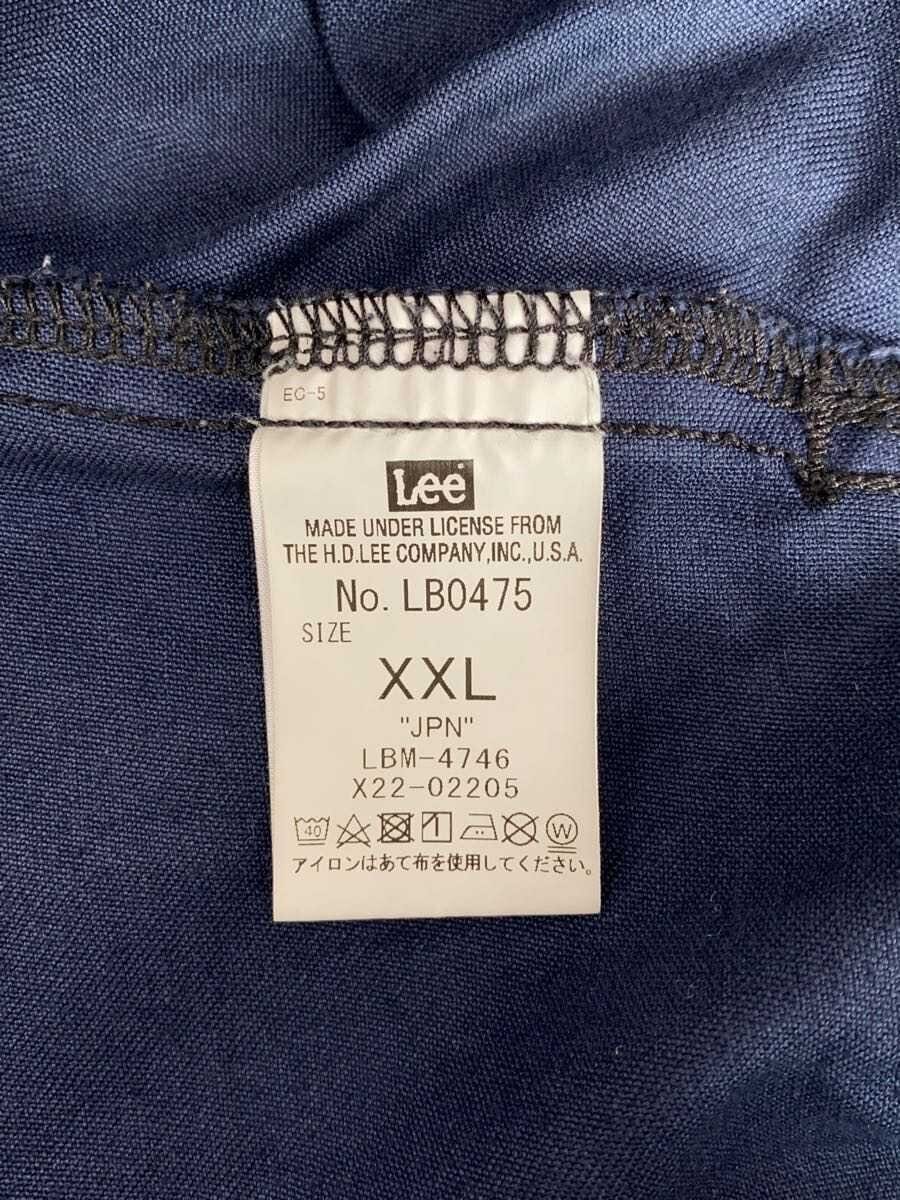 EC-5
Lee
MADE UNDER LICENSE FROM
THE H.D.LEE COMPANY,INC.,U.S.A.
No. LB0475
SIZE
XXL
"JPN"
LBM-4746
X22-02205
40 W
アイロンはあて布を使用してください。